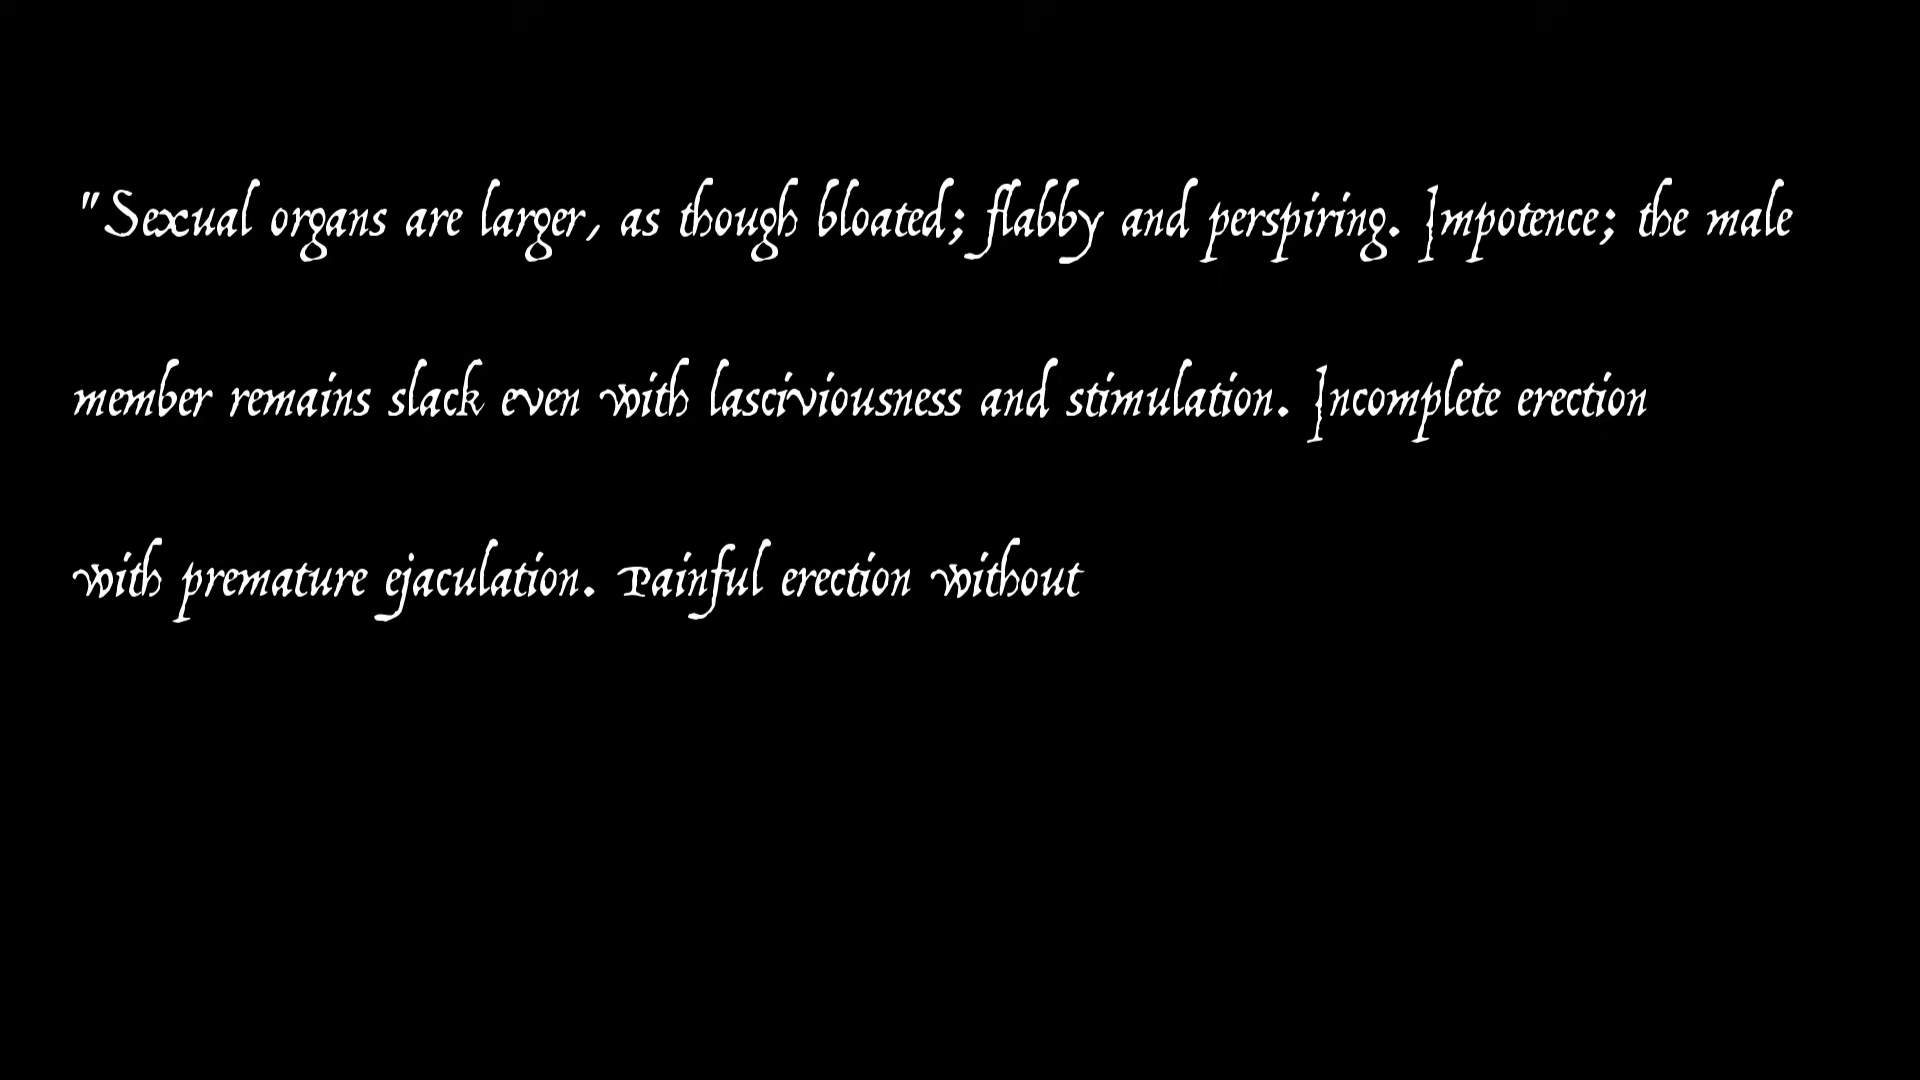 "Sexual organs are larger, as though bloated; flabby and perspiring. Impotence; the male
member remains slack even with lasciviousness and stimulation. Incomplete erection
with premature ejaculation. Painful erection without